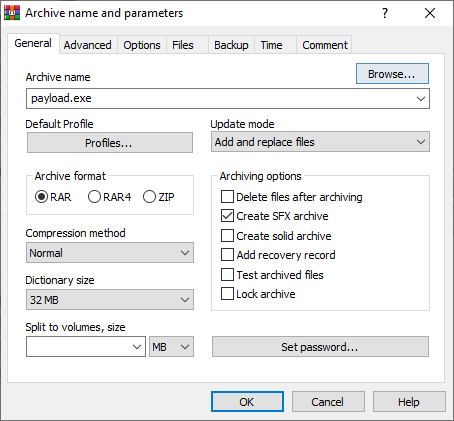 Archive name and parameters
?
General Advanced Options Files Backup Time Comment
Archive name
Browse...
payload.exe
Default Profile
Update mode
Profiles...
Add and replace files
Archive format
Archiving options
RAR RAR4 ZIP
Delete files after archiving
Create SFX archive
Compression method
Create solid archive
Normal
Add recovery record
Dictionary size
Test archived files
32 MB
Lock archive
Split to volumes, size
MB
Set password...
OK Cancel Help